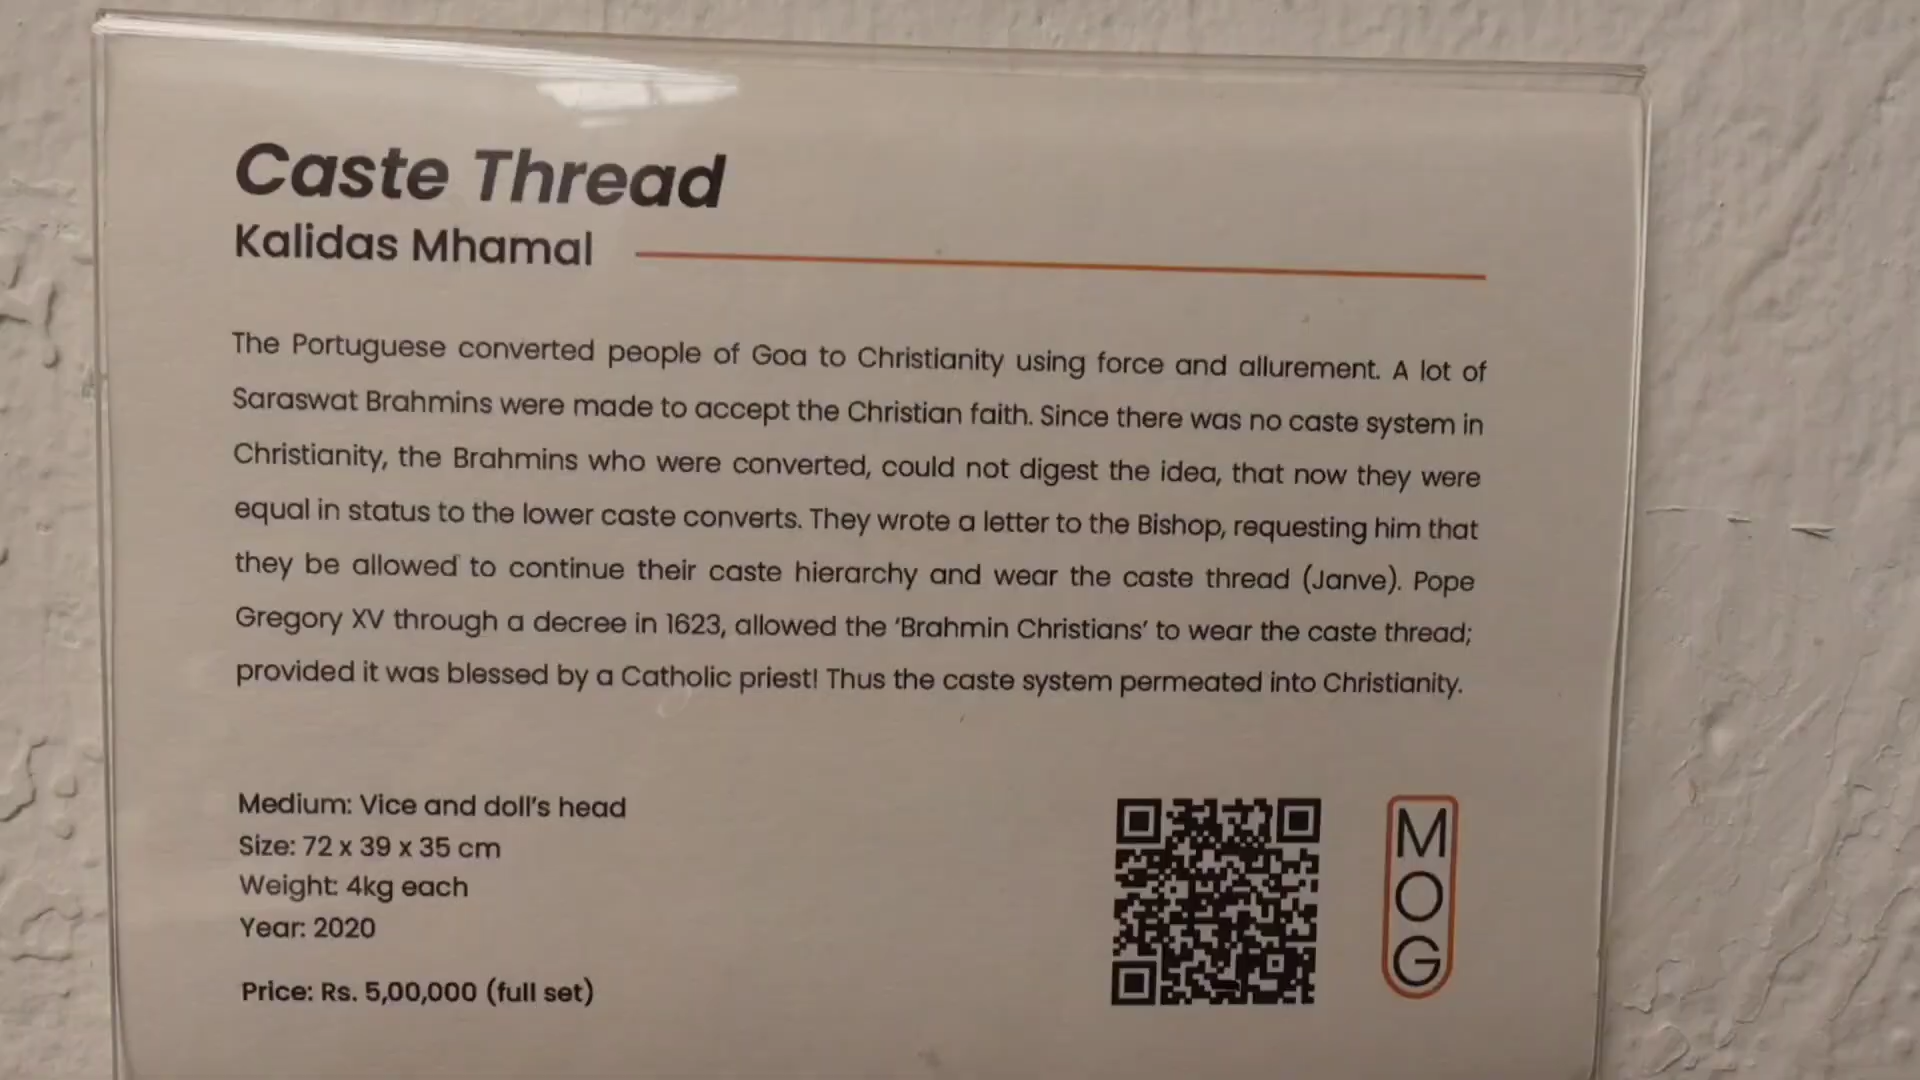 Caste Thread
Kalidas Mhamal
The Portuguese converted people of Goa to Christianity using force and allurement. A lot of
Saraswat Brahmins were made to accept the Christian faith. Since there was no caste system in
Christianity, the Brahmins who were converted, could not digest the idea, that now they were
equal in status to the lower caste converts. They wrote a letter to the Bishop, requesting him that
they be allowed to continue their caste hierarchy and wear the caste thread (Janve). Pope
Gregory XV through a decree in 1623, allowed the ‘Brahmin Christians’ to wear the caste thread;
provided it was blessed by a Catholic priest! Thus the caste system permeated into Christianity.
Medium: Vice and doll’s head
Size: 72 x 39 x 35 cm
Weight: 4kg each
Year: 2020
Price: Rs. 5,00,000 (full set)
MOG